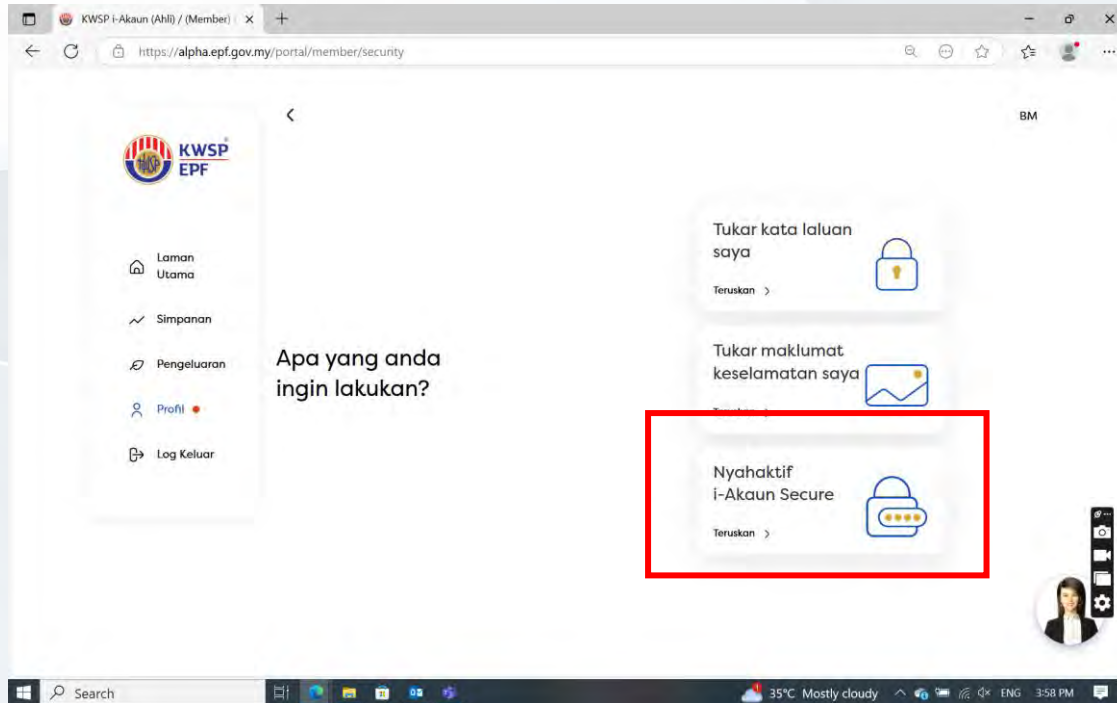 KWSP i-Akaun (Ahli) / (Member)
https://alpha.epf.gov.my/portal/member/security
BM
KWSP
EPF
Laman
Utama
Simpanan
Pengeluaran
Profil
Log Keluar
Apa yang anda
ingin lakukan?
Tukar kata laluan
saya
Teruskan >
Tukar maklumat
keselamatan saya
Nyahaktif
i-Akaun Secure
Teruskan >
Search
35°C Mostly cloudy
ENG
3:58 PM